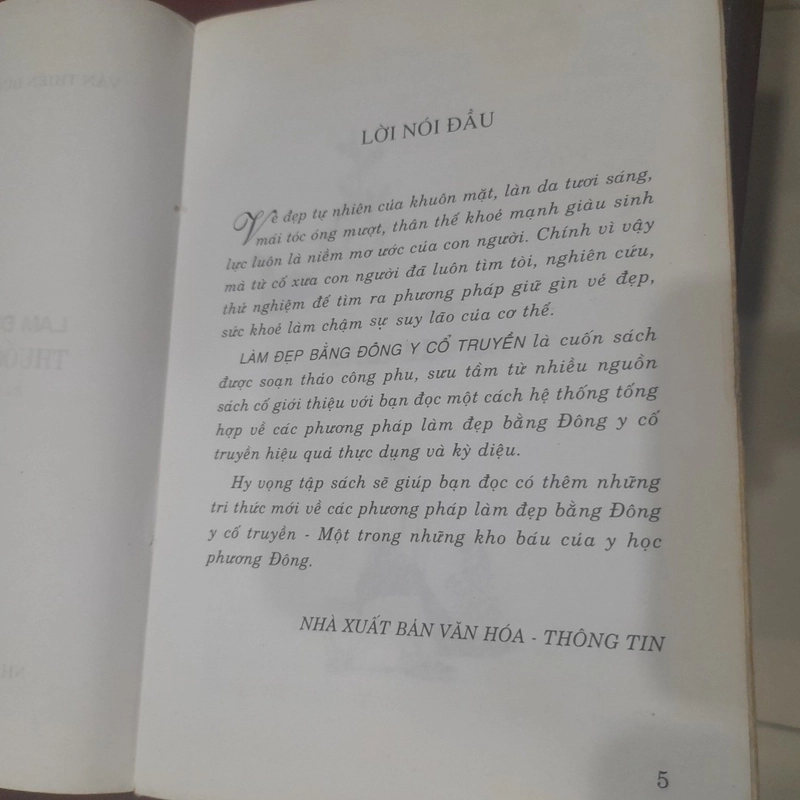 LỜI NÓI ĐẦU
Vẻ đẹp tự nhiên của khuôn mặt, làn da tươi sáng,
mái tóc óng mượt, thân thể khoẻ mạnh giàu sinh
lực luôn là niềm mơ ước của con người. Chính vì vậy
mà từ cổ xưa con người đã luôn tìm tòi, nghiên cứu,
thử nghiệm để tìm ra phương pháp giữ gìn vẻ đẹp,
sức khoẻ làm chậm sự suy lão của cơ thể.
LÀM ĐẸP BẰNG ĐÔNG Y CỔ TRUYỀN là cuốn sách
được soạn thảo công phu, sưu tầm từ nhiều nguồn
sách cổ giới thiệu với bạn đọc một cách hệ thống tổng
hợp về các phương pháp làm đẹp bằng Đông y cổ
truyền hiệu quả thực dụng và kỳ diệu.
Hy vọng tập sách sẽ giúp bạn đọc có thêm những
tri thức mới về các phương pháp làm đẹp bằng Đông
y cổ truyền - Một trong những kho báu của y học
phương Đông.
NHÀ XUẤT BẢN VĂN HÓA - THÔNG TIN
5